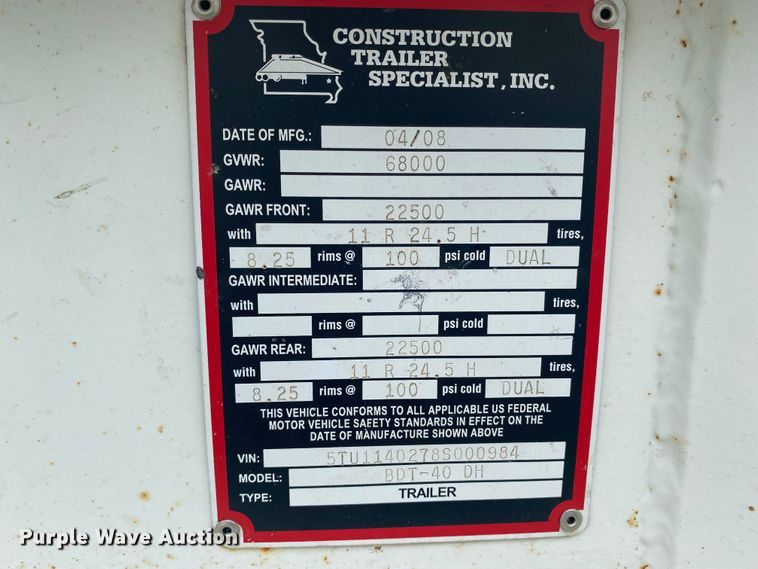 CONSTRUCTION
TRAILER
SPECIALIST, INC.
DATE OF MFG.: 04/08
GVWR: 68000
GAWR:
GAWR FRONT: 22500
with 11 R 24.5 H tires,
8.25 rims @ 100 psi cold DUAL
GAWR INTERMEDIATE:
with tires,
rims @ psi cold
GAWR REAR: 22500
with 11 R 24.5 H tires,
8.25 rims @ 100 psi cold DUAL
THIS VEHICLE CONFORMS TO ALL APPLICABLE US FEDERAL
MOTOR VEHICLE SAFETY STANDARDS IN EFFECT ON THE
DATE OF MANUFACTURE SHOWN ABOVE
VIN: 5TU1140278S000984
MODEL: BDT-40 DH
TYPE: TRAILER
Purple Wave Auction